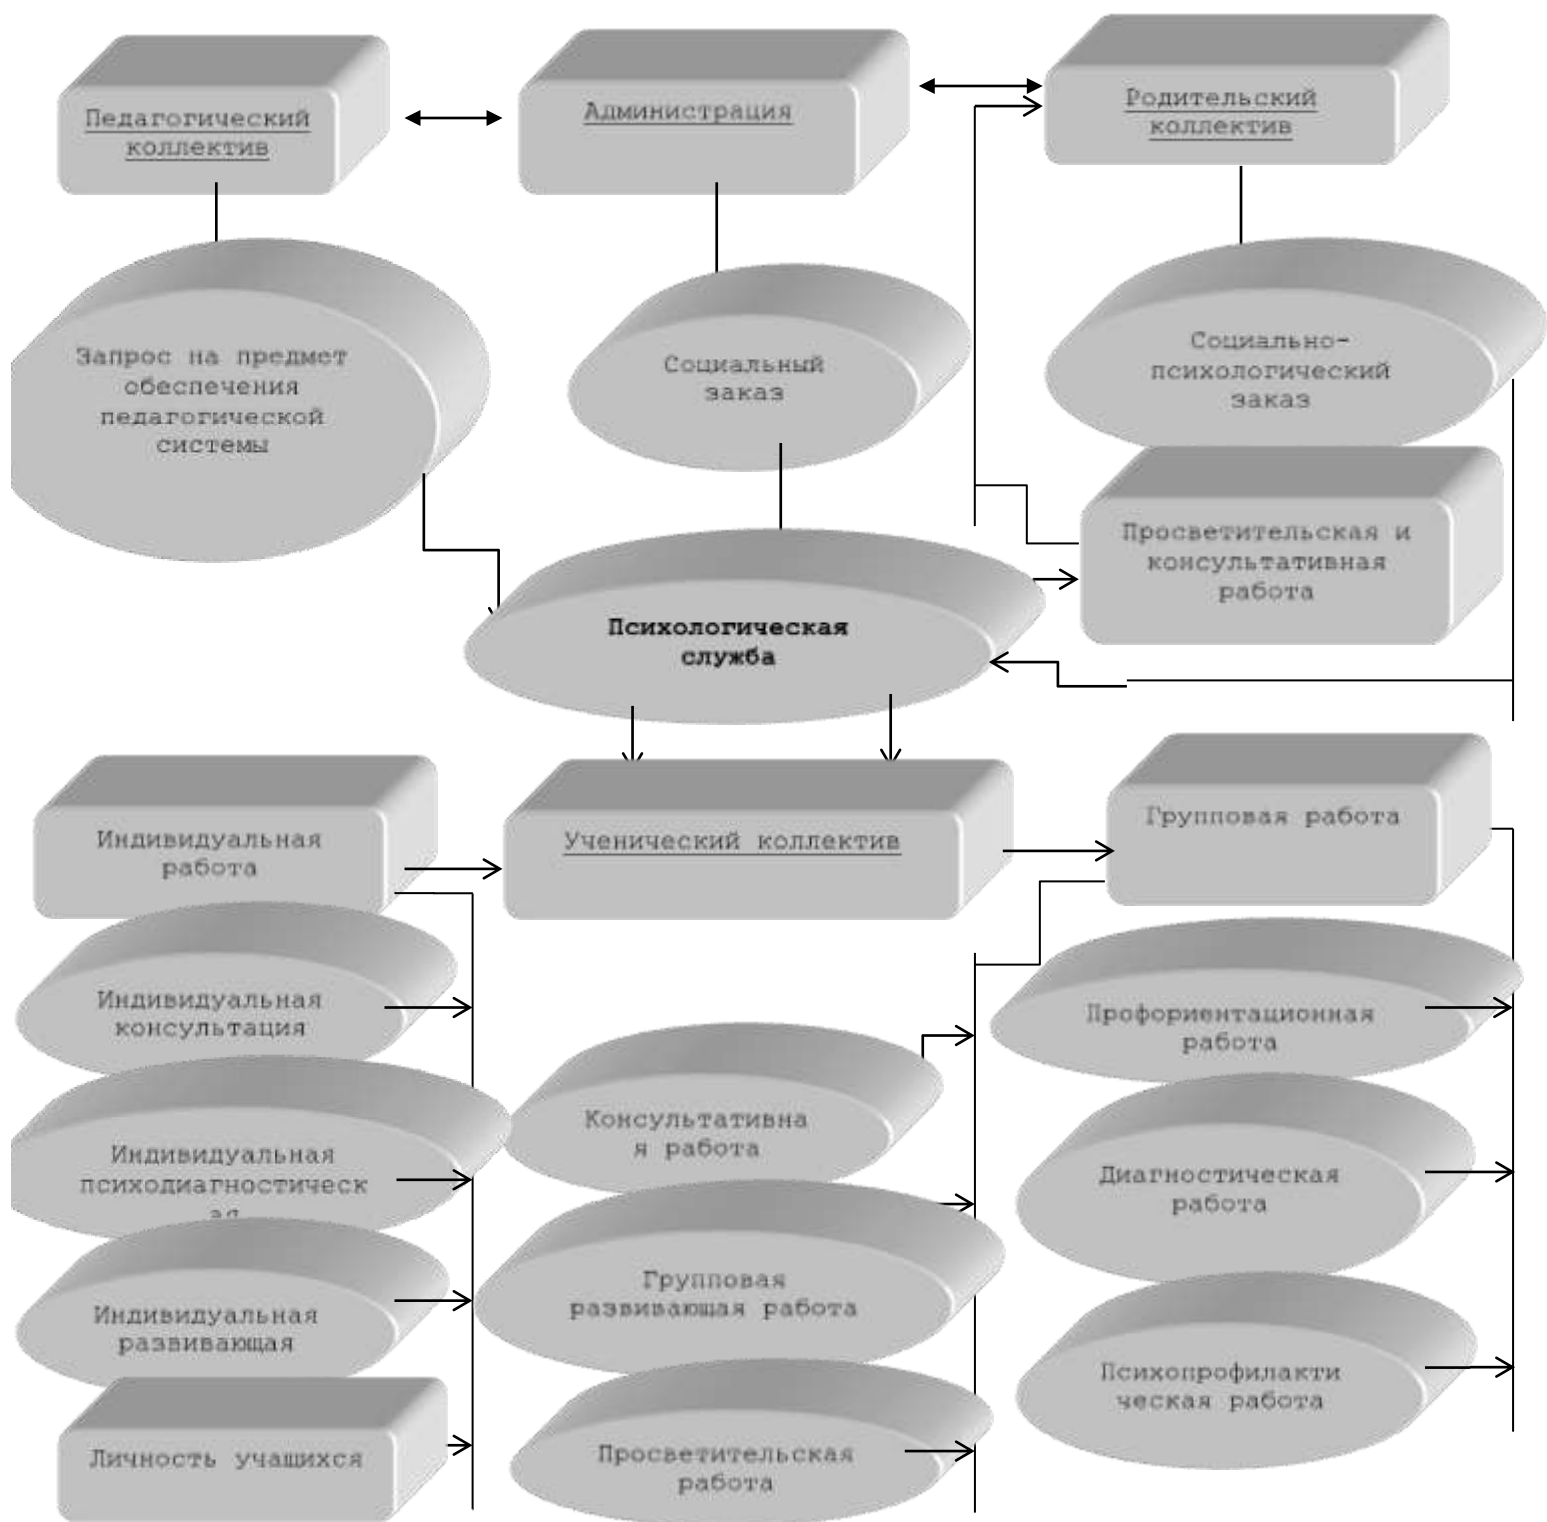 Педагогический
коллектив
Администрация
Родительский
коллектив
Запрос на предмет
обеспечения
педагогической
системы
Социальный
заказ
Социально-
психологический
заказ
Просветительская и
консультативная
работа
Психологическая
служба
Индивидуальная
работа
Ученический коллектив
Групповая работа
Индивидуальная
консультация
Профориентационная
работа
Консультативна
я работа
Индивидуальная
психодиагностическ
ая
Диагностическая
работа
Групповая
развивающая работа
Индивидуальная
развивающая
Психопрофилакти
ческая работа
Личность учащихся
Просветительская
работа